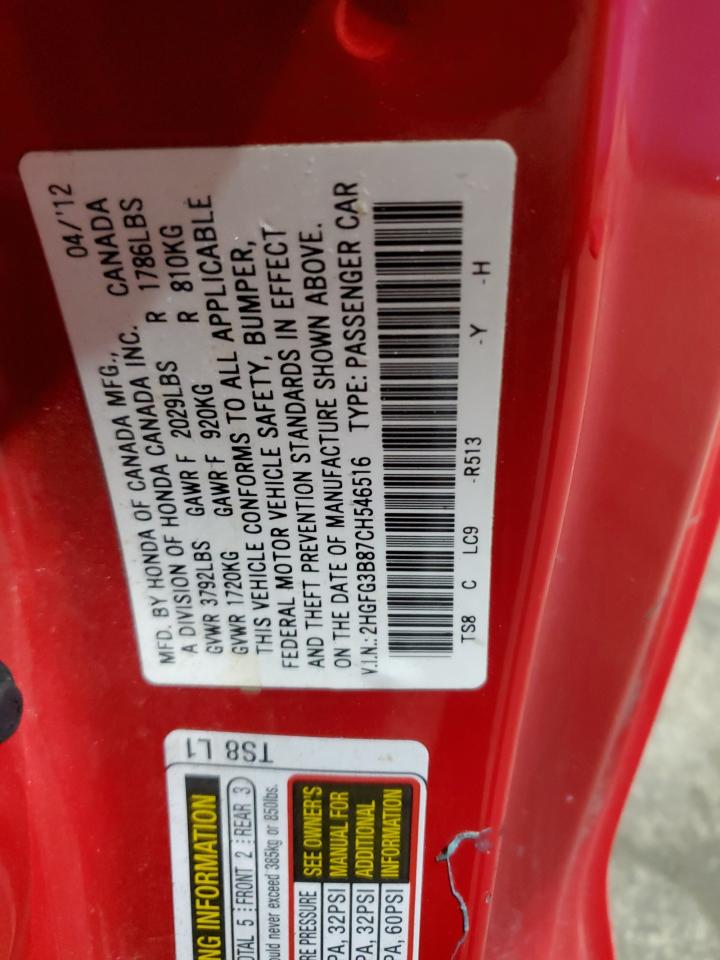 MFD. BY HONDA OF CANADA MFG., 04/'12
A DIVISION OF HONDA CANADA INC. CANADA
GVWR 3792LBS GAWR F 2029LBS R 1786LBS
GVWR 1720KG GAWR F 920KG R 810KG
THIS VEHICLE CONFORMS TO ALL APPLICABLE
FEDERAL MOTOR VEHICLE SAFETY, BUMPER,
AND THEFT PREVENTION STANDARDS IN EFFECT
ON THE DATE OF MANUFACTURE SHOWN ABOVE.
V.I.N.: 2HGFG3B87CH546516 TYPE: PASSENGER CAR
TS8 C LC9 -R513 -Y -H
TS8 L1
NG INFORMATION
OTAL 5 FRONT 2 REAR 3
ould never exceed 385kg or 850lbs.
RE PRESSURE
PA, 32PSI
PA, 32PSI
PA, 60PSI
SEE OWNER'S
MANUAL FOR
ADDITIONAL
INFORMATION